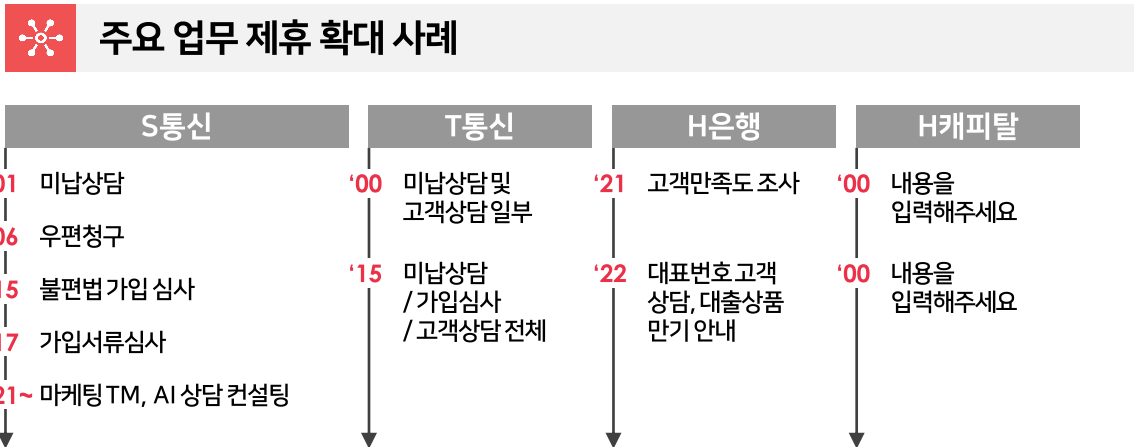 주요 업무 제휴 확대 사례
S통신
01 미납상담
06 우편청구
15 불편법 가입 심사
17 가입서류심사
21~ 마케팅 TM, AI 상담 컨설팅
T통신
‘00 미납상담 및
고객상담 일부
‘15 미납상담
/ 가입심사
/ 고객상담 전체
H은행
‘21 고객만족도 조사
‘22 대표번호 고객
상담, 대출상품
만기 안내
H캐피탈
‘00 내용을
입력해주세요
‘00 내용을
입력해주세요